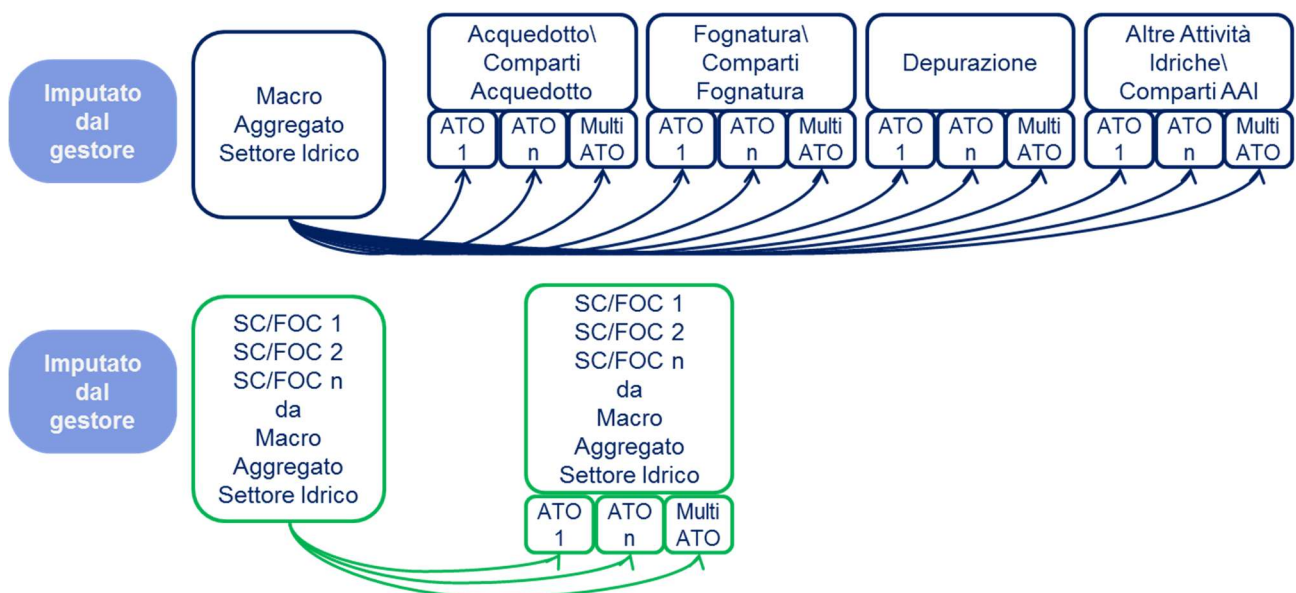 Imputato
dal
gestore
Macro
Aggregato
Settore Idrico
Acquedotto\
Comparti
Acquedotto
ATO
1
ATO
n
Multi
ATO
Fognatura\
Comparti
Fognatura
ATO
1
ATO
n
Multi
ATO
Depurazione
ATO
1
ATO
n
Multi
ATO
Altre Attività
Idriche\
Comparti AAI
ATO
1
ATO
n
Multi
ATO
Imputato
dal
gestore
SC/FOC 1
SC/FOC 2
SC/FOC n
da
Macro
Aggregato
Settore Idrico
SC/FOC 1
SC/FOC 2
SC/FOC n
da
Macro
Aggregato
Settore Idrico
ATO
1
ATO
n
Multi
ATO